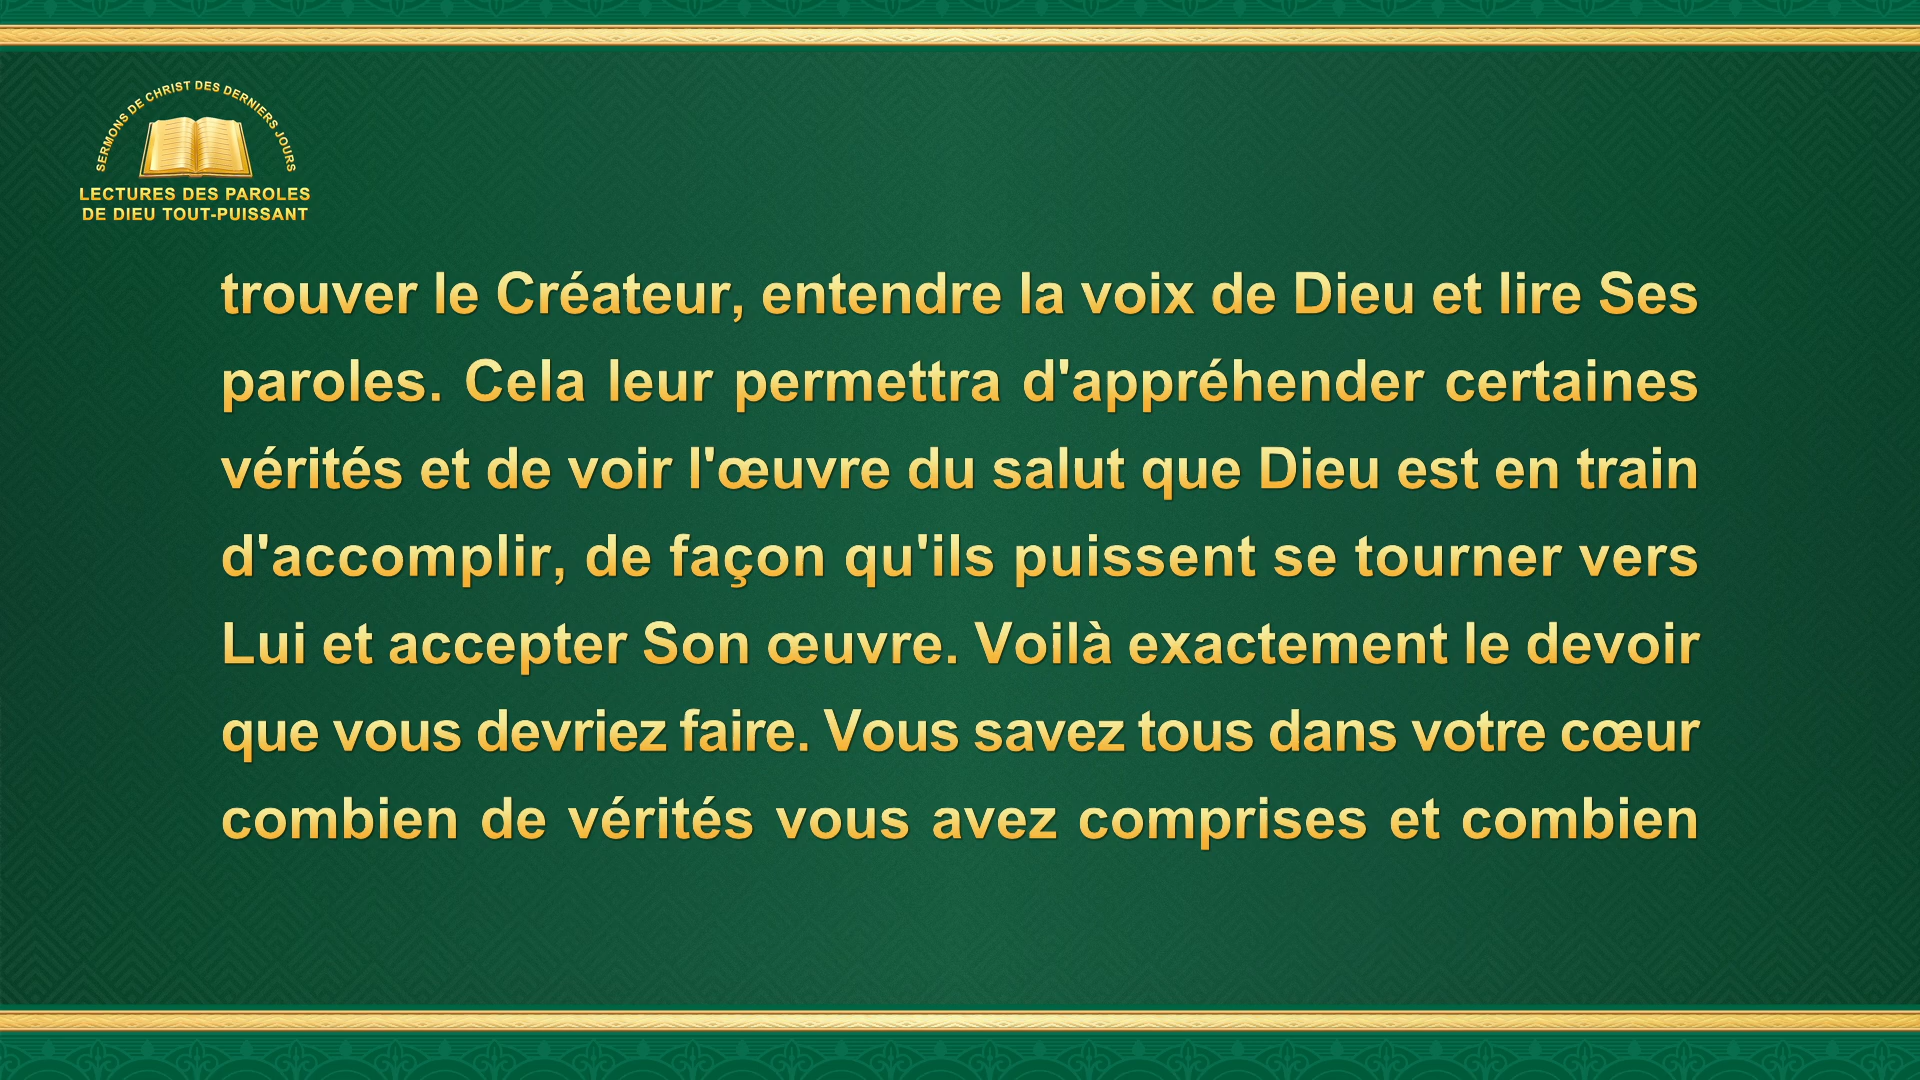 SERMONS DE CHRIST DES DERNIERS JOURS
LECTURES DES PAROLES
DE DIEU TOUT-PUISSANT
trouver le Créateur, entendre la voix de Dieu et lire Ses
paroles. Cela leur permettra d'appréhender certaines
vérités et de voir l'œuvre du salut que Dieu est en train
d'accomplir, de façon qu'ils puissent se tourner vers
Lui et accepter Son œuvre. Voilà exactement le devoir
que vous devriez faire. Vous savez tous dans votre cœur
combien de vérités vous avez comprises et combien